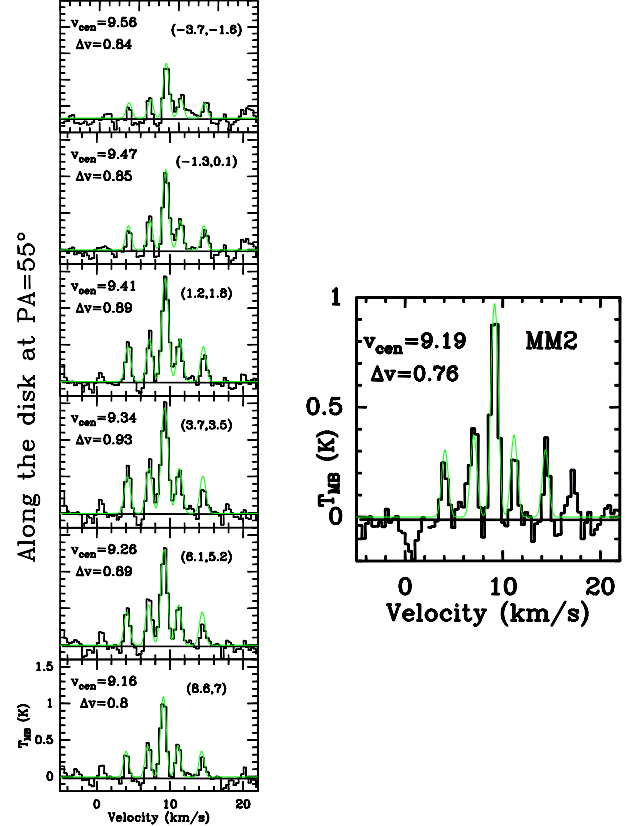 Along the disk at PA=55°
v_cen=9.56
Δv=0.84
(−3.7,−1.6)
v_cen=9.47
Δv=0.85
(−1.3,0.1)
v_cen=9.41
Δv=0.89
(1.2,1.8)
v_cen=9.34
Δv=0.93
(3.7,3.5)
v_cen=9.26
Δv=0.89
(6.1,5.2)
v_cen=9.16
Δv=0.8
(8.6,7)
T_MB (K)
1.5
1
0.5
0
0 10 20
Velocity (km/s)
v_cen=9.19
Δv=0.76
MM2
T_MB (K)
1
0.5
0
0 10 20
Velocity (km/s)